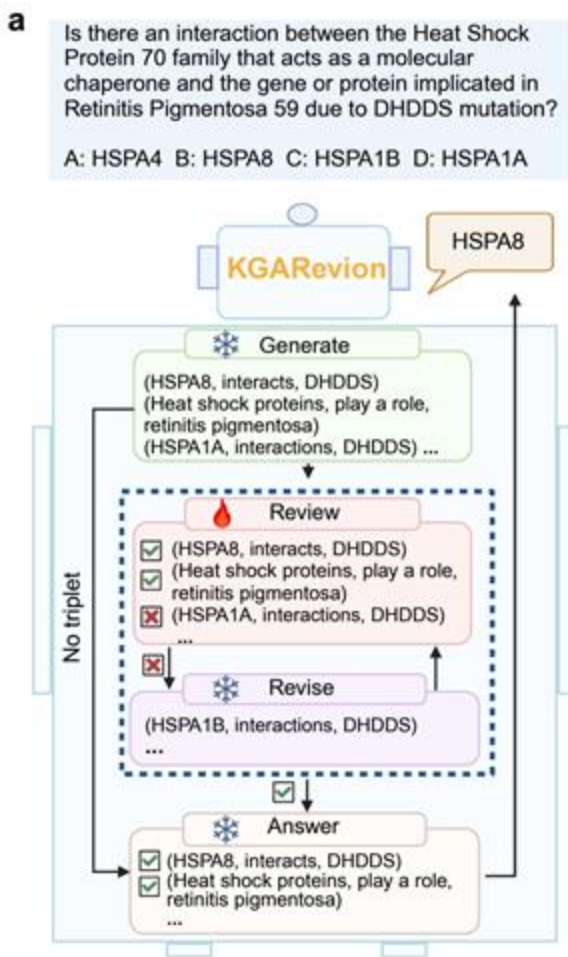 a
Is there an interaction between the Heat Shock
Protein 70 family that acts as a molecular
chaperone and the gene or protein implicated in
Retinitis Pigmentosa 59 due to DHDDS mutation?
A: HSPA4 B: HSPA8 C: HSPA1B D: HSPA1A
KGARevion
HSPA8
Generate
(HSPA8, interacts, DHDDS)
(Heat shock proteins, play a role,
retinitis pigmentosa)
(HSPA1A, interactions, DHDDS) ...
No triplet
Review
(HSPA8, interacts, DHDDS)
(Heat shock proteins, play a role,
retinitis pigmentosa)
(HSPA1A, interactions, DHDDS)
...
Revise
(HSPA1B, interactions, DHDDS)
...
Answer
(HSPA8, interacts, DHDDS)
(Heat shock proteins, play a role,
retinitis pigmentosa)
...